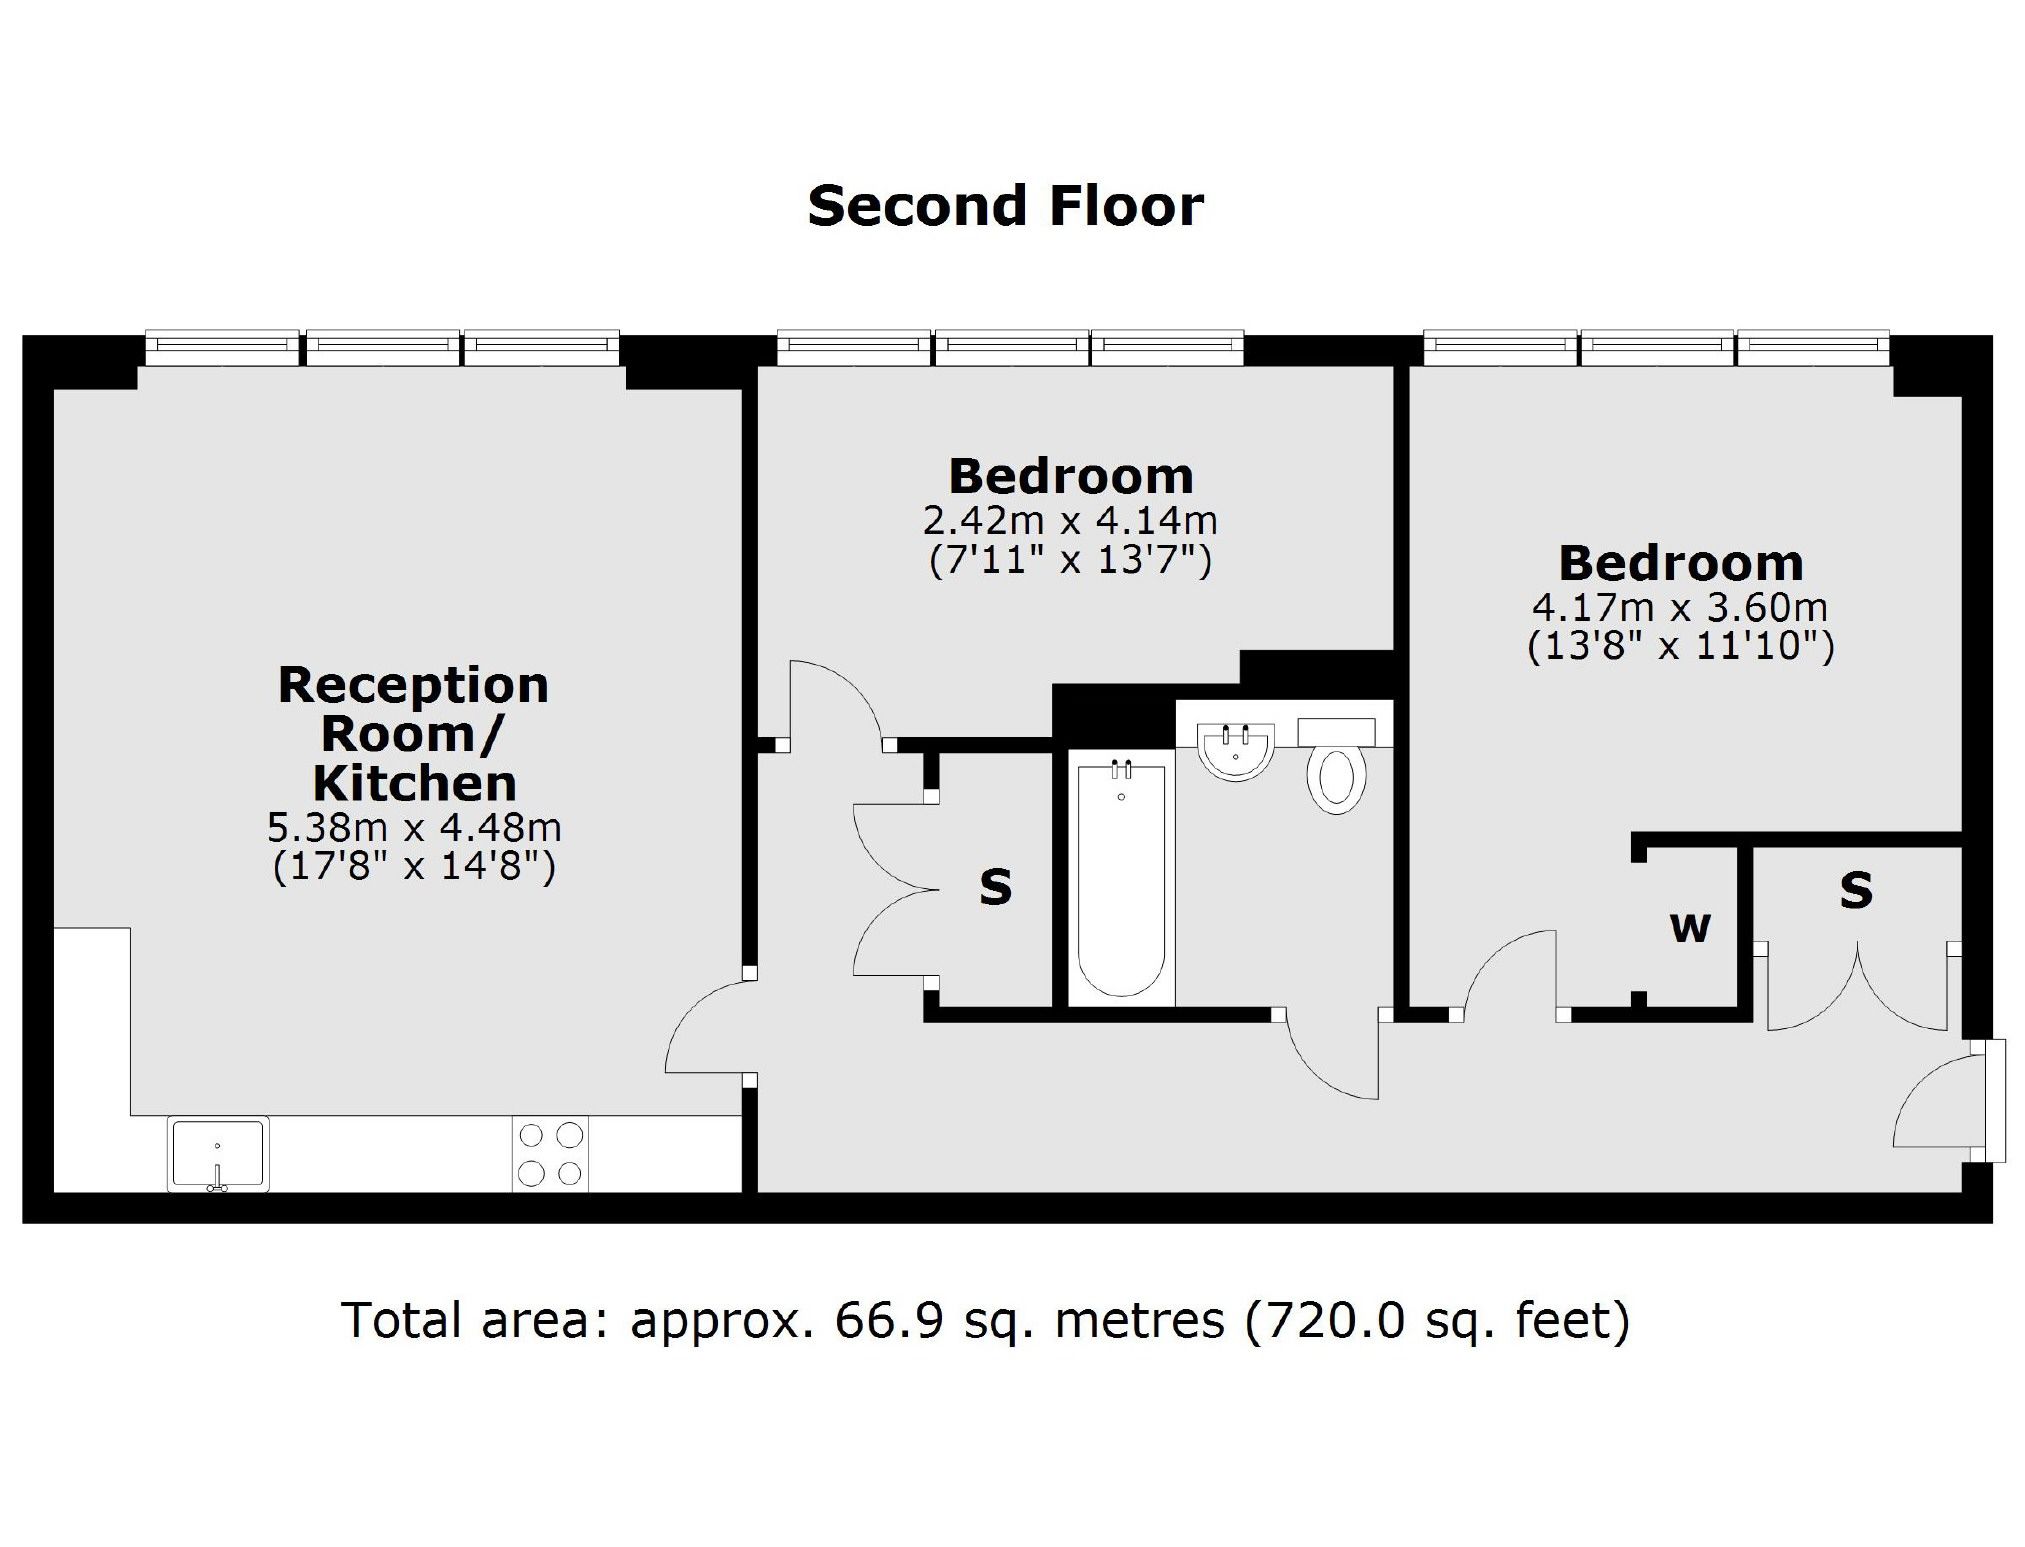 Second Floor
Bedroom
2.42m x 4.14m
(7'11" x 13'7")
Bedroom
4.17m x 3.60m
(13'8" x 11'10")
Reception
Room/
Kitchen
5.38m x 4.48m
(17'8" x 14'8")
S
S
W
Total area: approx. 66.9 sq. metres (720.0 sq. feet)